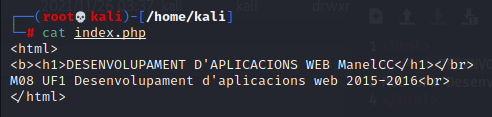 (root💀kali)-[/home/kali]
# cat index.php
<html>
<b><h1>DESENVOLUPAMENT D'APLICACIONS WEB ManelCC</h1></br>
M08 UF1 Desenvolupament d'aplicacions web 2015-2016<br>
</html>